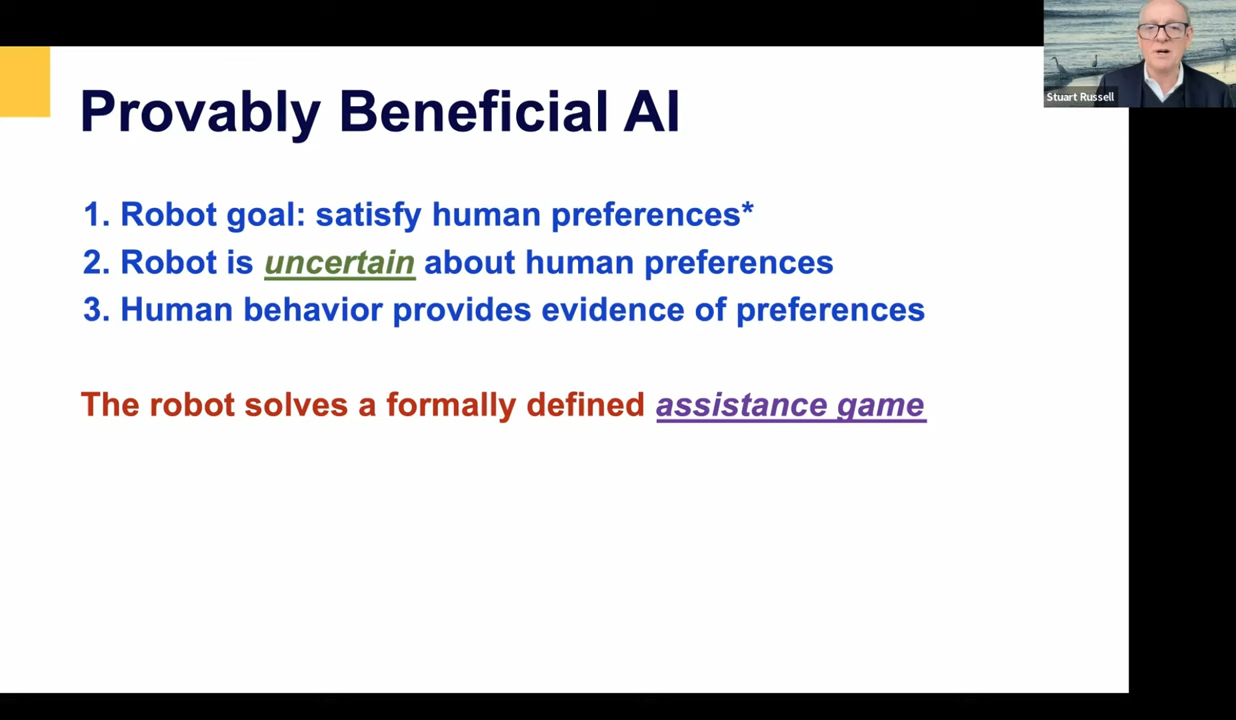 Stuart Russell
Provably Beneficial AI
1. Robot goal: satisfy human preferences*
2. Robot is uncertain about human preferences
3. Human behavior provides evidence of preferences
The robot solves a formally defined assistance game